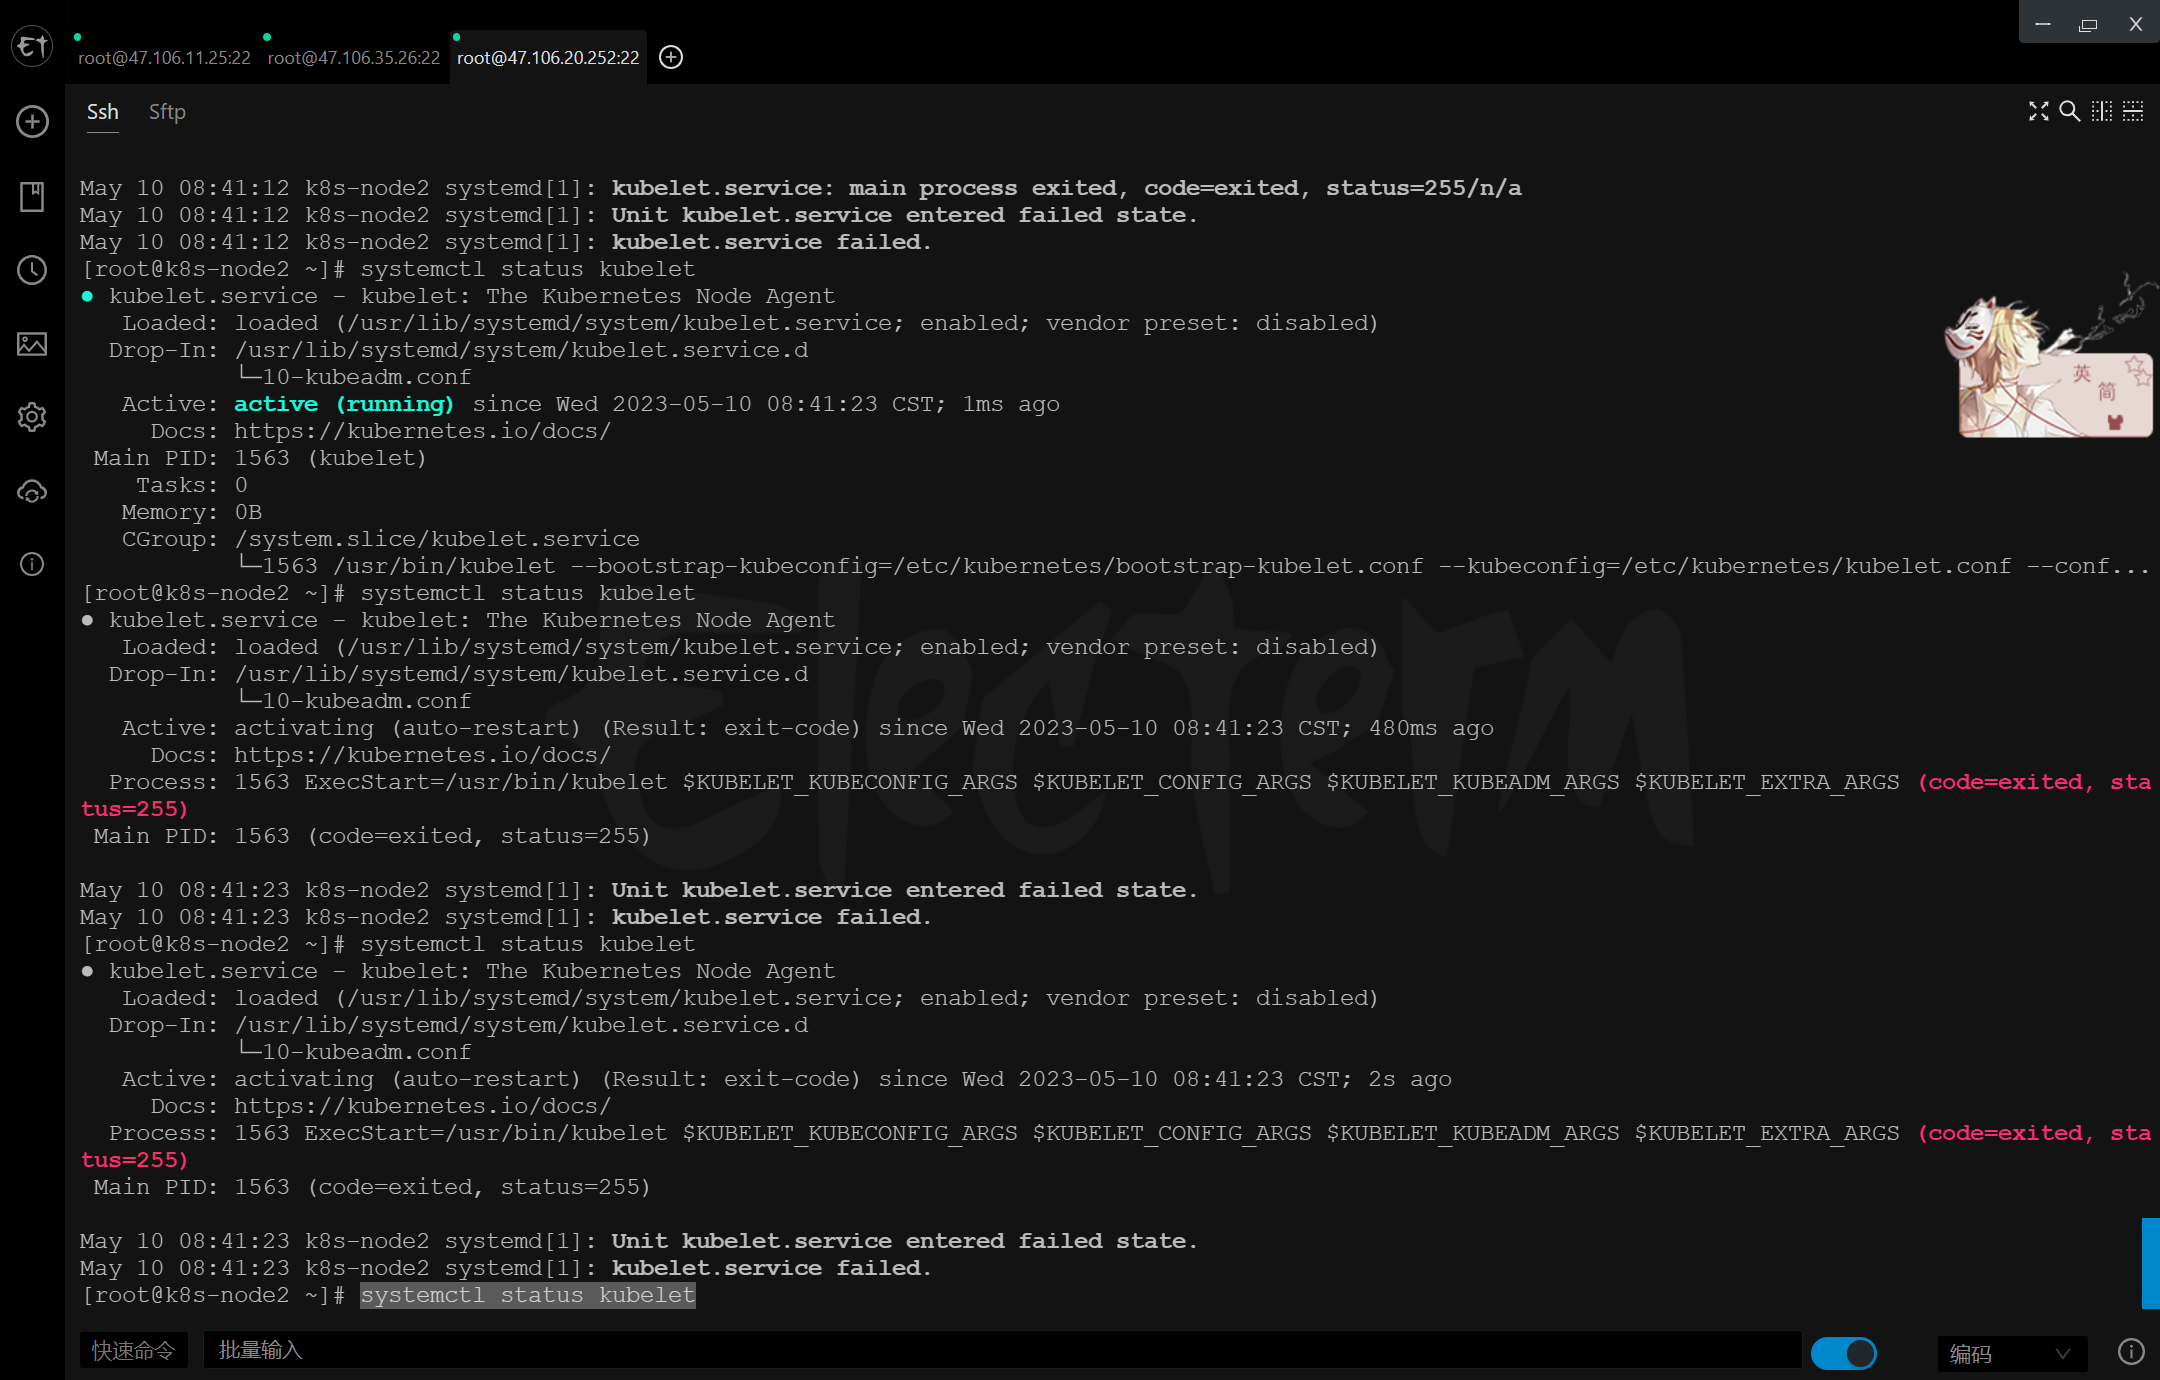 root@47.106.11.25:22 root@47.106.35.26:22 root@47.106.20.252:22
Ssh Sftp
May 10 08:41:12 k8s-node2 systemd[1]: kubelet.service: main process exited, code=exited, status=255/n/a
May 10 08:41:12 k8s-node2 systemd[1]: Unit kubelet.service entered failed state.
May 10 08:41:12 k8s-node2 systemd[1]: kubelet.service failed.
[root@k8s-node2 ~]# systemctl status kubelet
● kubelet.service - kubelet: The Kubernetes Node Agent
Loaded: loaded (/usr/lib/systemd/system/kubelet.service; enabled; vendor preset: disabled)
Drop-In: /usr/lib/systemd/system/kubelet.service.d
└─10-kubeadm.conf
Active: active (running) since Wed 2023-05-10 08:41:23 CST; 1ms ago
Docs: https://kubernetes.io/docs/
Main PID: 1563 (kubelet)
Tasks: 0
Memory: 0B
CGroup: /system.slice/kubelet.service
└─1563 /usr/bin/kubelet --bootstrap-kubeconfig=/etc/kubernetes/bootstrap-kubelet.conf --kubeconfig=/etc/kubernetes/kubelet.conf --conf...
[root@k8s-node2 ~]# systemctl status kubelet
● kubelet.service - kubelet: The Kubernetes Node Agent
Loaded: loaded (/usr/lib/systemd/system/kubelet.service; enabled; vendor preset: disabled)
Drop-In: /usr/lib/systemd/system/kubelet.service.d
└─10-kubeadm.conf
Active: activating (auto-restart) (Result: exit-code) since Wed 2023-05-10 08:41:23 CST; 480ms ago
Docs: https://kubernetes.io/docs/
Process: 1563 ExecStart=/usr/bin/kubelet $KUBELET_KUBECONFIG_ARGS $KUBELET_CONFIG_ARGS $KUBELET_KUBEADM_ARGS $KUBELET_EXTRA_ARGS (code=exited, sta
tus=255)
Main PID: 1563 (code=exited, status=255)
May 10 08:41:23 k8s-node2 systemd[1]: Unit kubelet.service entered failed state.
May 10 08:41:23 k8s-node2 systemd[1]: kubelet.service failed.
[root@k8s-node2 ~]# systemctl status kubelet
● kubelet.service - kubelet: The Kubernetes Node Agent
Loaded: loaded (/usr/lib/systemd/system/kubelet.service; enabled; vendor preset: disabled)
Drop-In: /usr/lib/systemd/system/kubelet.service.d
└─10-kubeadm.conf
Active: activating (auto-restart) (Result: exit-code) since Wed 2023-05-10 08:41:23 CST; 2s ago
Docs: https://kubernetes.io/docs/
Process: 1563 ExecStart=/usr/bin/kubelet $KUBELET_KUBECONFIG_ARGS $KUBELET_CONFIG_ARGS $KUBELET_KUBEADM_ARGS $KUBELET_EXTRA_ARGS (code=exited, sta
tus=255)
Main PID: 1563 (code=exited, status=255)
May 10 08:41:23 k8s-node2 systemd[1]: Unit kubelet.service entered failed state.
May 10 08:41:23 k8s-node2 systemd[1]: kubelet.service failed.
[root@k8s-node2 ~]# systemctl status kubelet
快速命令 批量输入 编码
英
简
Electerm